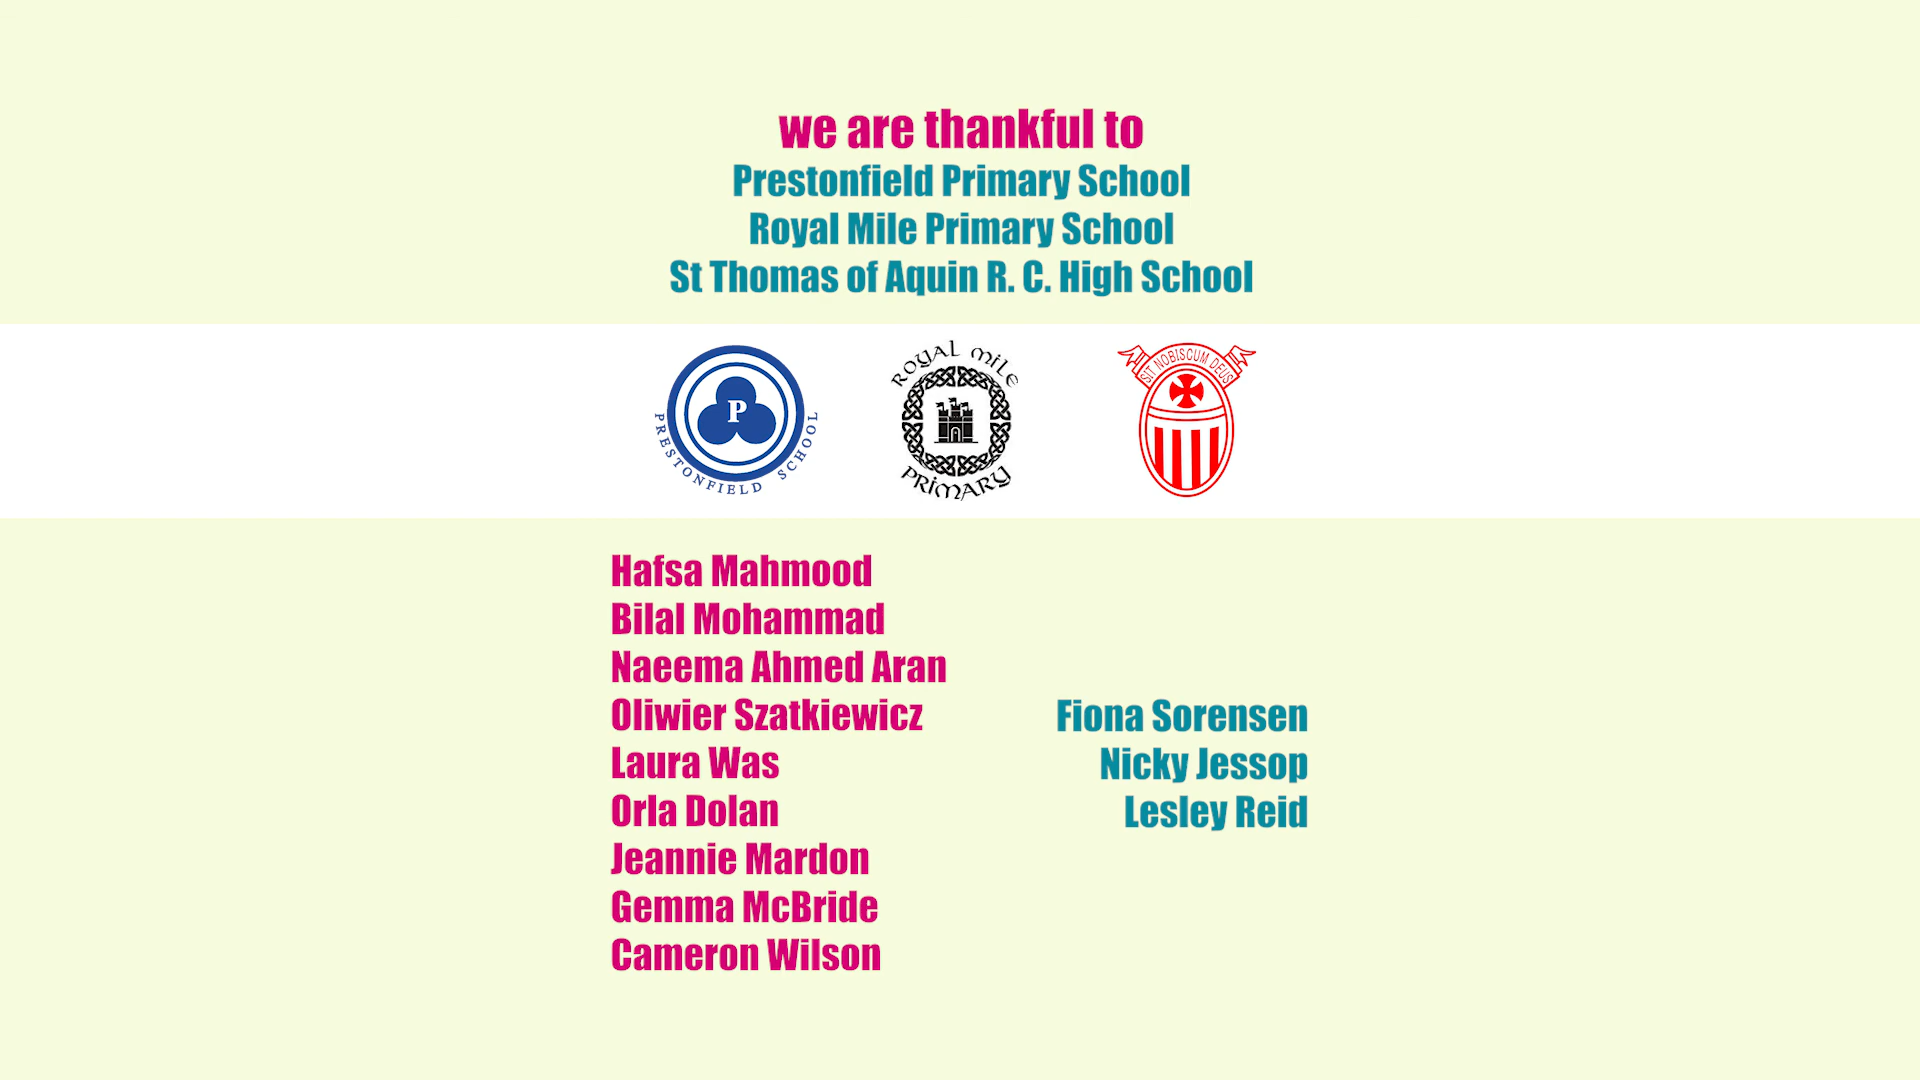 we are thankful to
Prestonfield Primary School
Royal Mile Primary School
St Thomas of Aquin R. C. High School
P
PRESTONFIELD SCHOOL
ROYAL MILE
PRIMARY
SIT NOBISCUM DEUS
Hafsa Mahmood
Bilal Mohammad
Naeema Ahmed Aran
Oliwier Szatkiewicz
Laura Was
Orla Dolan
Jeannie Mardon
Gemma McBride
Cameron Wilson
Fiona Sorensen
Nicky Jessop
Lesley Reid